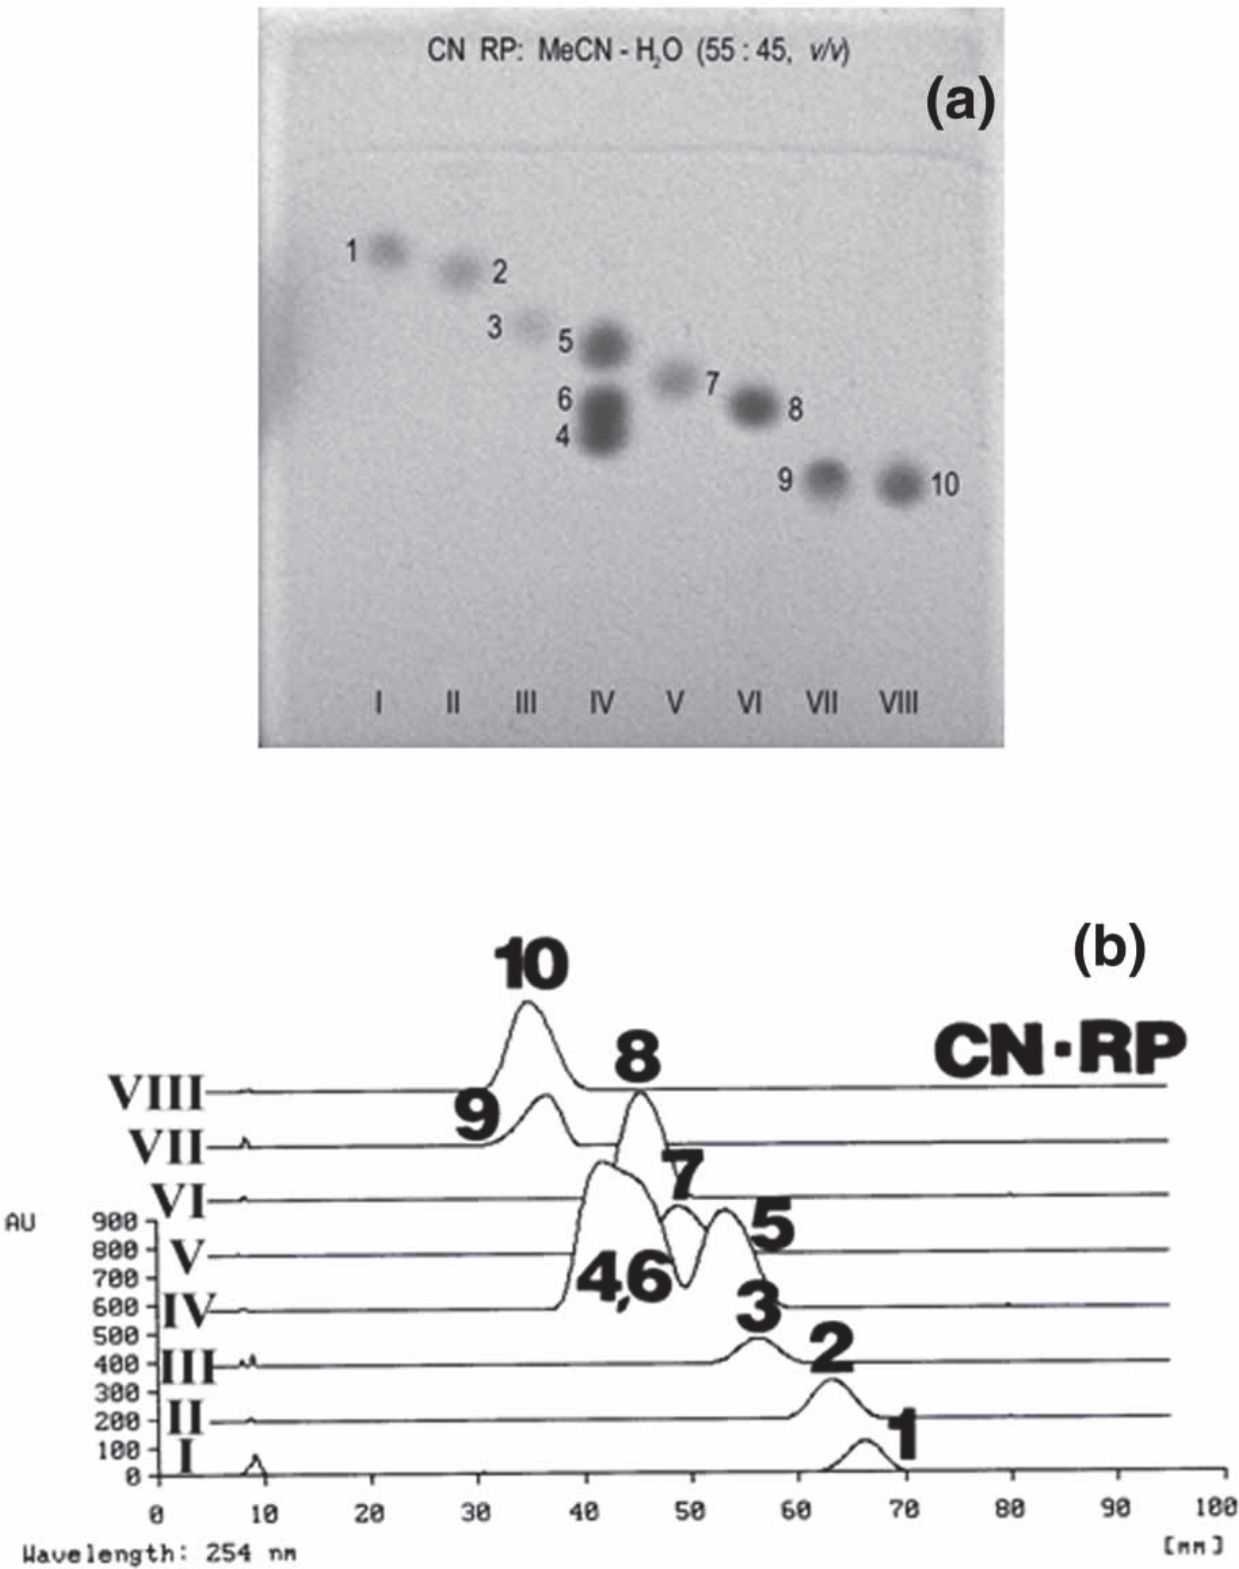 CN RP: MeCN - H₂O (55 : 45, v/v)
(a)
1
2
3
5
6
4
7
8
9
10
I II III IV V VI VII VIII
(b)
CN·RP
10
8
9
7
5
4,6
3
2
1
VIII
VII
VI
V
IV
III
II
I
AU
900
800
700
600
500
400
300
200
100
0
0 10 20 30 40 50 60 70 80 90 100
Wavelength: 254 nm [mm]